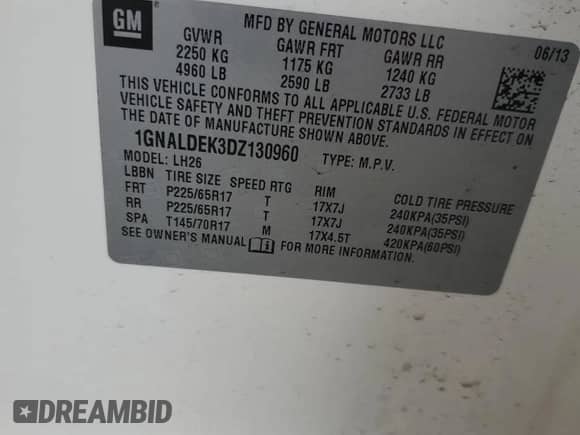 GM
MFD BY GENERAL MOTORS LLC
06/13
GVWR GAWR FRT GAWR RR
2250 KG 1175 KG 1240 KG
4960 LB 2590 LB 2733 LB
THIS VEHICLE CONFORMS TO ALL APPLICABLE U.S. FEDERAL MOTOR
VEHICLE SAFETY AND THEFT PREVENTION STANDARDS IN EFFECT ON
THE DATE OF MANUFACTURE SHOWN ABOVE.
1GNALDEK3DZ130960 TYPE: M.P.V.
MODEL: LH26
LBBN TIRE SIZE SPEED RTG RIM COLD TIRE PRESSURE
FRT P225/65R17 T 17X7J 240KPA(35PSI)
RR P225/65R17 T 17X7J 240KPA(35PSI)
SPA T145/70R17 M 17X4.5T 420KPA(60PSI)
SEE OWNER'S MANUAL FOR MORE INFORMATION.
DREAMBID